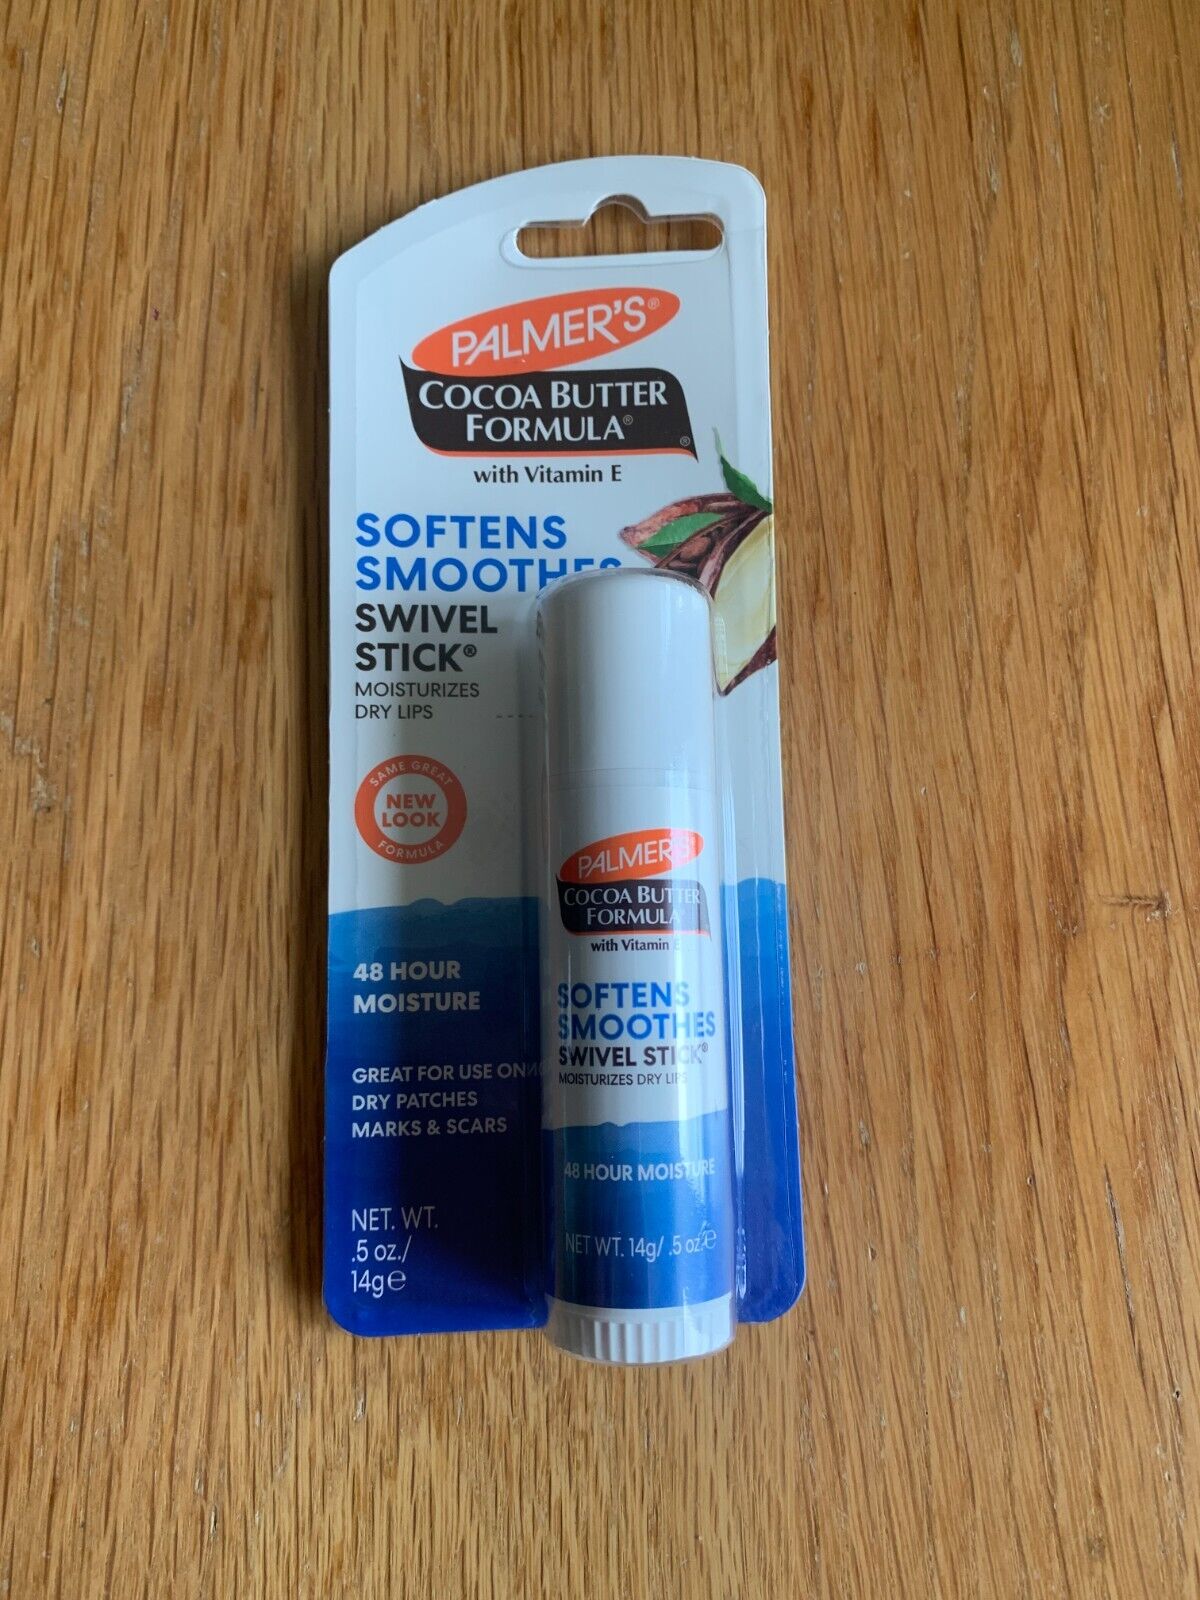 PALMER'S®
COCOA BUTTER
FORMULA®
®
with Vitamin E
SOFTENS
SMOOTHES
SWIVEL
STICK®
MOISTURIZES
DRY LIPS
SAME GREAT
NEW
LOOK
FORMULA
48 HOUR
MOISTURE
GREAT FOR USE ON
DRY PATCHES
MARKS & SCARS
NET. WT.
.5 oz./
14g℮
PALMER'S®
COCOA BUTTER
FORMULA
with Vitamin E
SOFTENS
SMOOTHES
SWIVEL STICK®
MOISTURIZES DRY LIPS
48 HOUR MOISTURE
NET WT. 14g/ .5 oz.℮